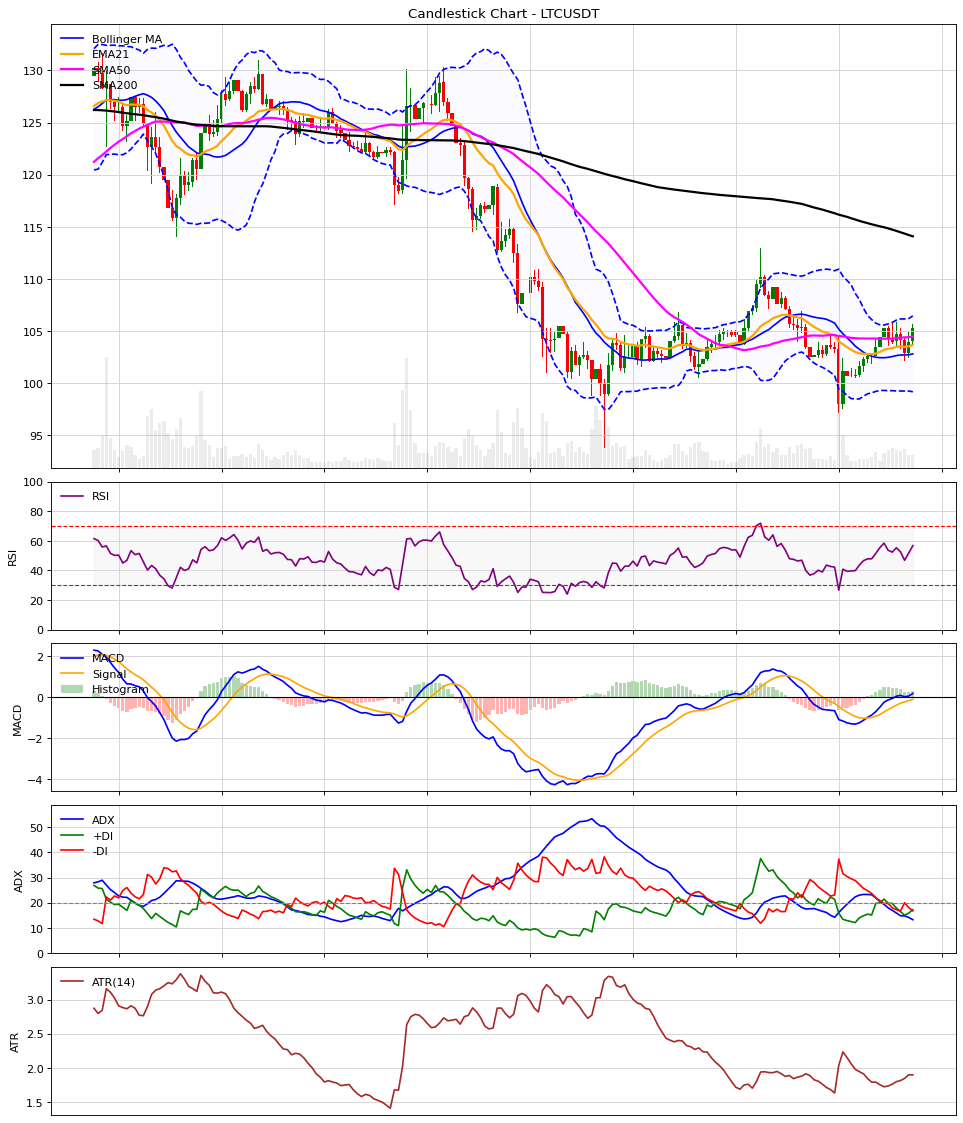 Candlestick Chart - LTCUSDT
Bollinger MA
EMA21
SMA50
SMA200
130
125
120
115
110
105
100
95
RSI
100
80
60
40
20
0
RSI
MACD
Signal
Histogram
2
0
−2
−4
MACD
ADX
+DI
-DI
50
40
30
20
10
0
ADX
ATR(14)
3.0
2.5
2.0
1.5
ATR